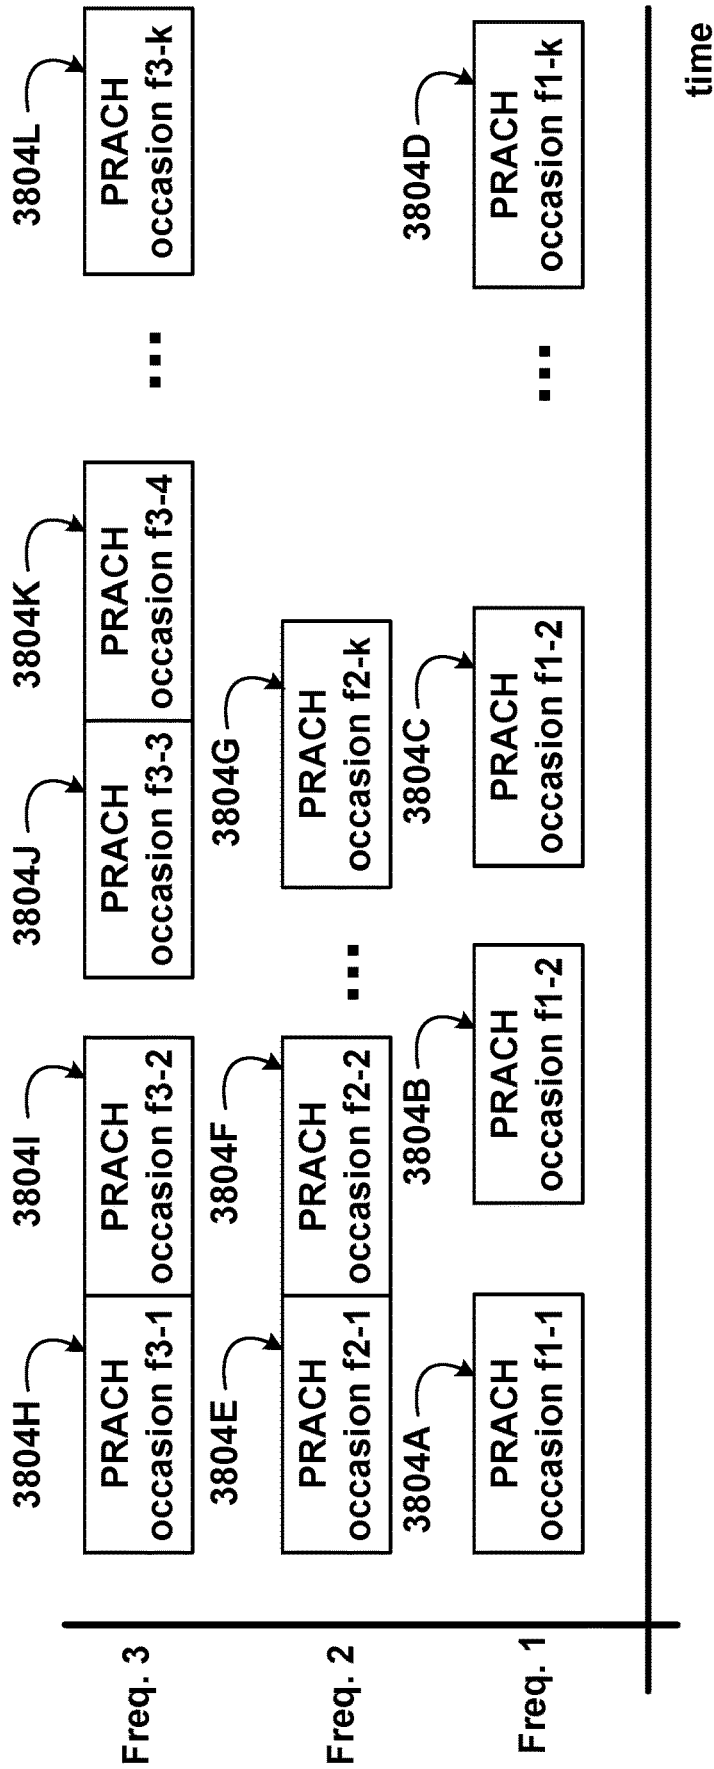 Freq. 3
3804H
PRACH
occasion f3-1
3804I
PRACH
occasion f3-2
3804J
PRACH
occasion f3-3
3804K
PRACH
occasion f3-4
...
3804L
PRACH
occasion f3-k
Freq. 2
3804E
PRACH
occasion f2-1
3804F
PRACH
occasion f2-2
...
3804G
PRACH
occasion f2-k
Freq. 1
3804A
PRACH
occasion f1-1
3804B
PRACH
occasion f1-2
3804C
PRACH
occasion f1-2
...
3804D
PRACH
occasion f1-k
time